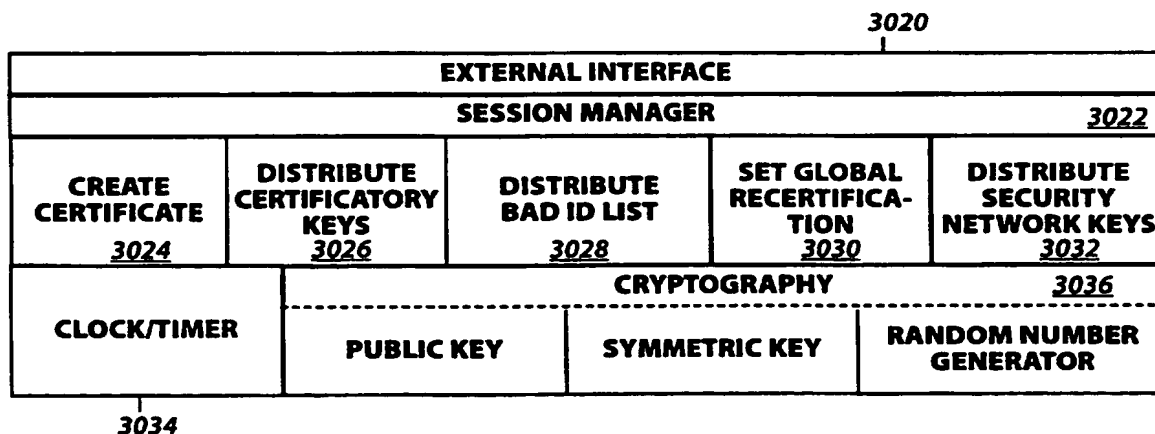 3020
EXTERNAL INTERFACE
SESSION MANAGER
3022
CREATE
CERTIFICATE
3024
DISTRIBUTE
CERTIFICATORY
KEYS
3026
DISTRIBUTE
BAD ID LIST
3028
SET GLOBAL
RECERTIFICA-
TION
3030
DISTRIBUTE
SECURITY
NETWORK KEYS
3032
CLOCK/TIMER
CRYPTOGRAPHY
3036
PUBLIC KEY
SYMMETRIC KEY
RANDOM NUMBER
GENERATOR
3034